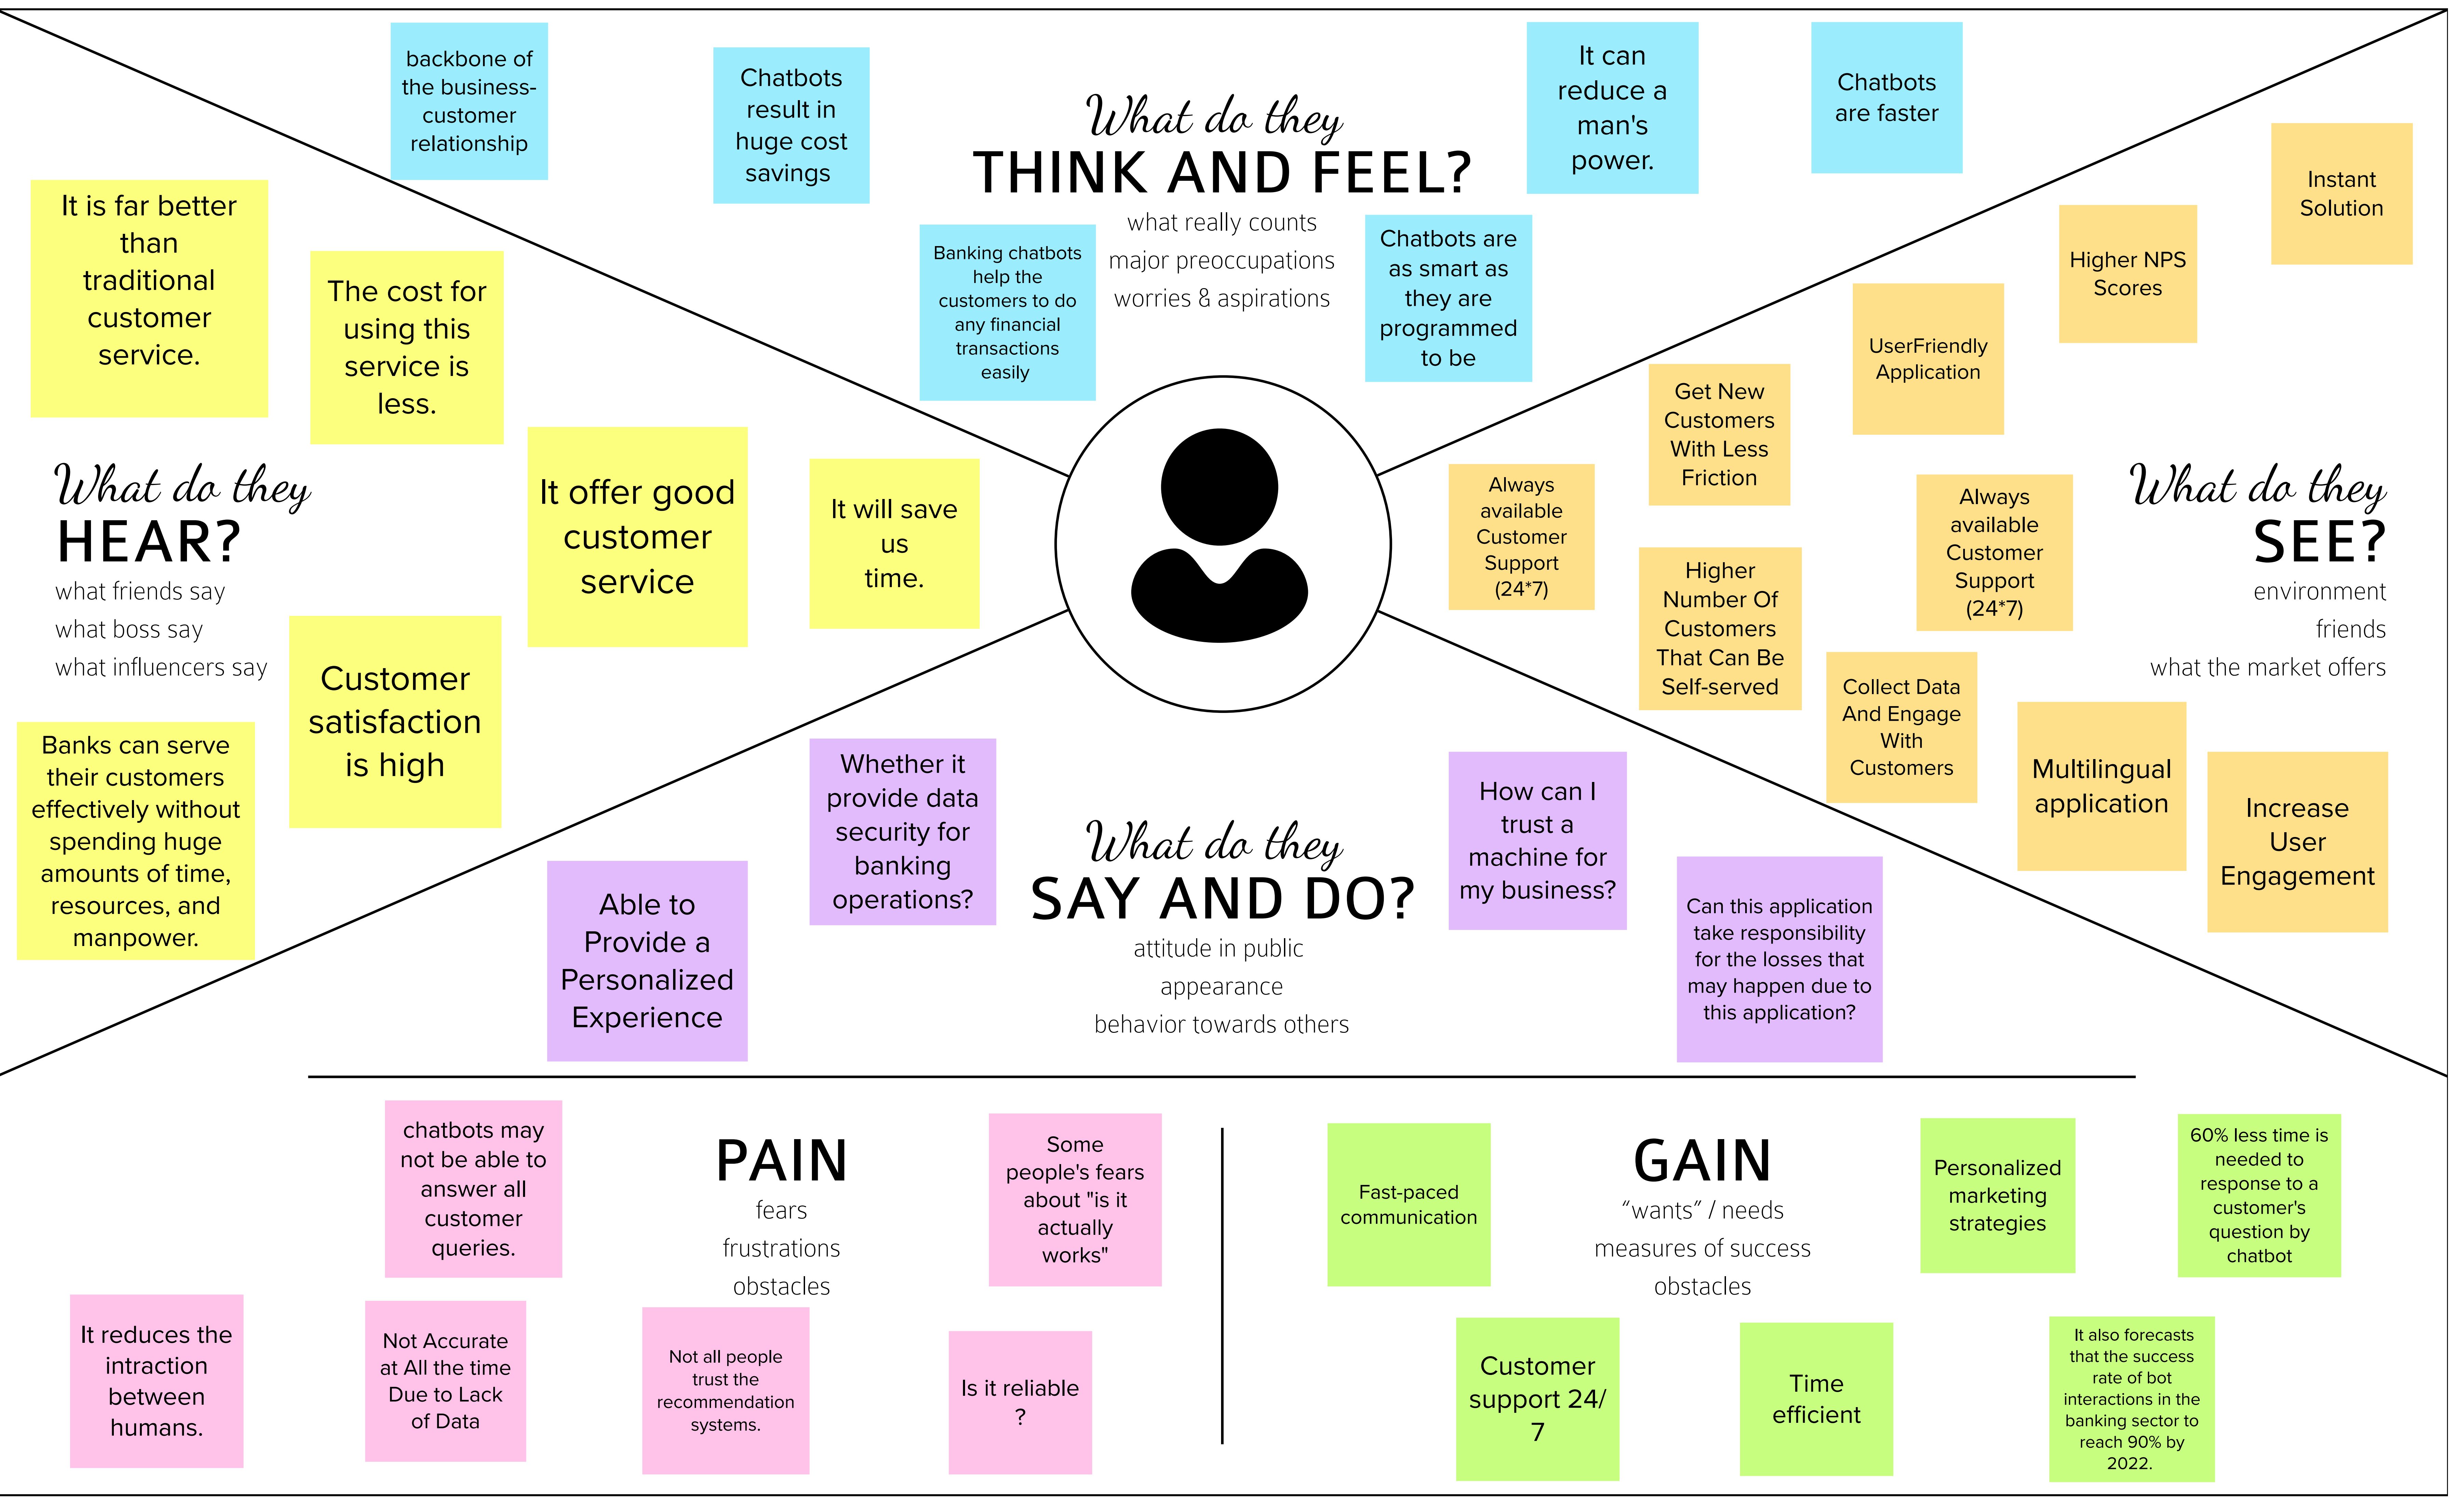 What do they
THINK AND FEEL?
what really counts
major preoccupations
worries & aspirations
backbone of
the business-
customer
relationship
Chatbots
result in
huge cost
savings
Banking chatbots
help the
customers to do
any financial
transactions
easily
Chatbots are
as smart as
they are
programmed
to be
It can
reduce a
man's
power.
Chatbots
are faster
What do they
HEAR?
what friends say
what boss say
what influencers say
It is far better
than
traditional
customer
service.
The cost for
using this
service is
less.
It offer good
customer
service
It will save
us
time.
Customer
satisfaction
is high
Banks can serve
their customers
effectively without
spending huge
amounts of time,
resources, and
manpower.
What do they
SEE?
environment
friends
what the market offers
Instant
Solution
Higher NPS
Scores
UserFriendly
Application
Get New
Customers
With Less
Friction
Always
available
Customer
Support
(24*7)
Always
available
Customer
Support
(24*7)
Higher
Number Of
Customers
That Can Be
Self-served
Collect Data
And Engage
With
Customers
Multilingual
application
Increase
User
Engagement
What do they
SAY AND DO?
attitude in public
appearance
behavior towards others
Whether it
provide data
security for
banking
operations?
Able to
Provide a
Personalized
Experience
How can I
trust a
machine for
my business?
Can this application
take responsibility
for the losses that
may happen due to
this application?
PAIN
fears
frustrations
obstacles
chatbots may
not be able to
answer all
customer
queries.
Some
people's fears
about "is it
actually
works"
It reduces the
intraction
between
humans.
Not Accurate
at All the time
Due to Lack
of Data
Not all people
trust the
recommendation
systems.
Is it reliable
?
GAIN
“wants” / needs
measures of success
obstacles
Fast-paced
communication
Personalized
marketing
strategies
60% less time is
needed to
response to a
customer's
question by
chatbot
Customer
support 24/
7
Time
efficient
It also forecasts
that the success
rate of bot
interactions in the
banking sector to
reach 90% by
2022.